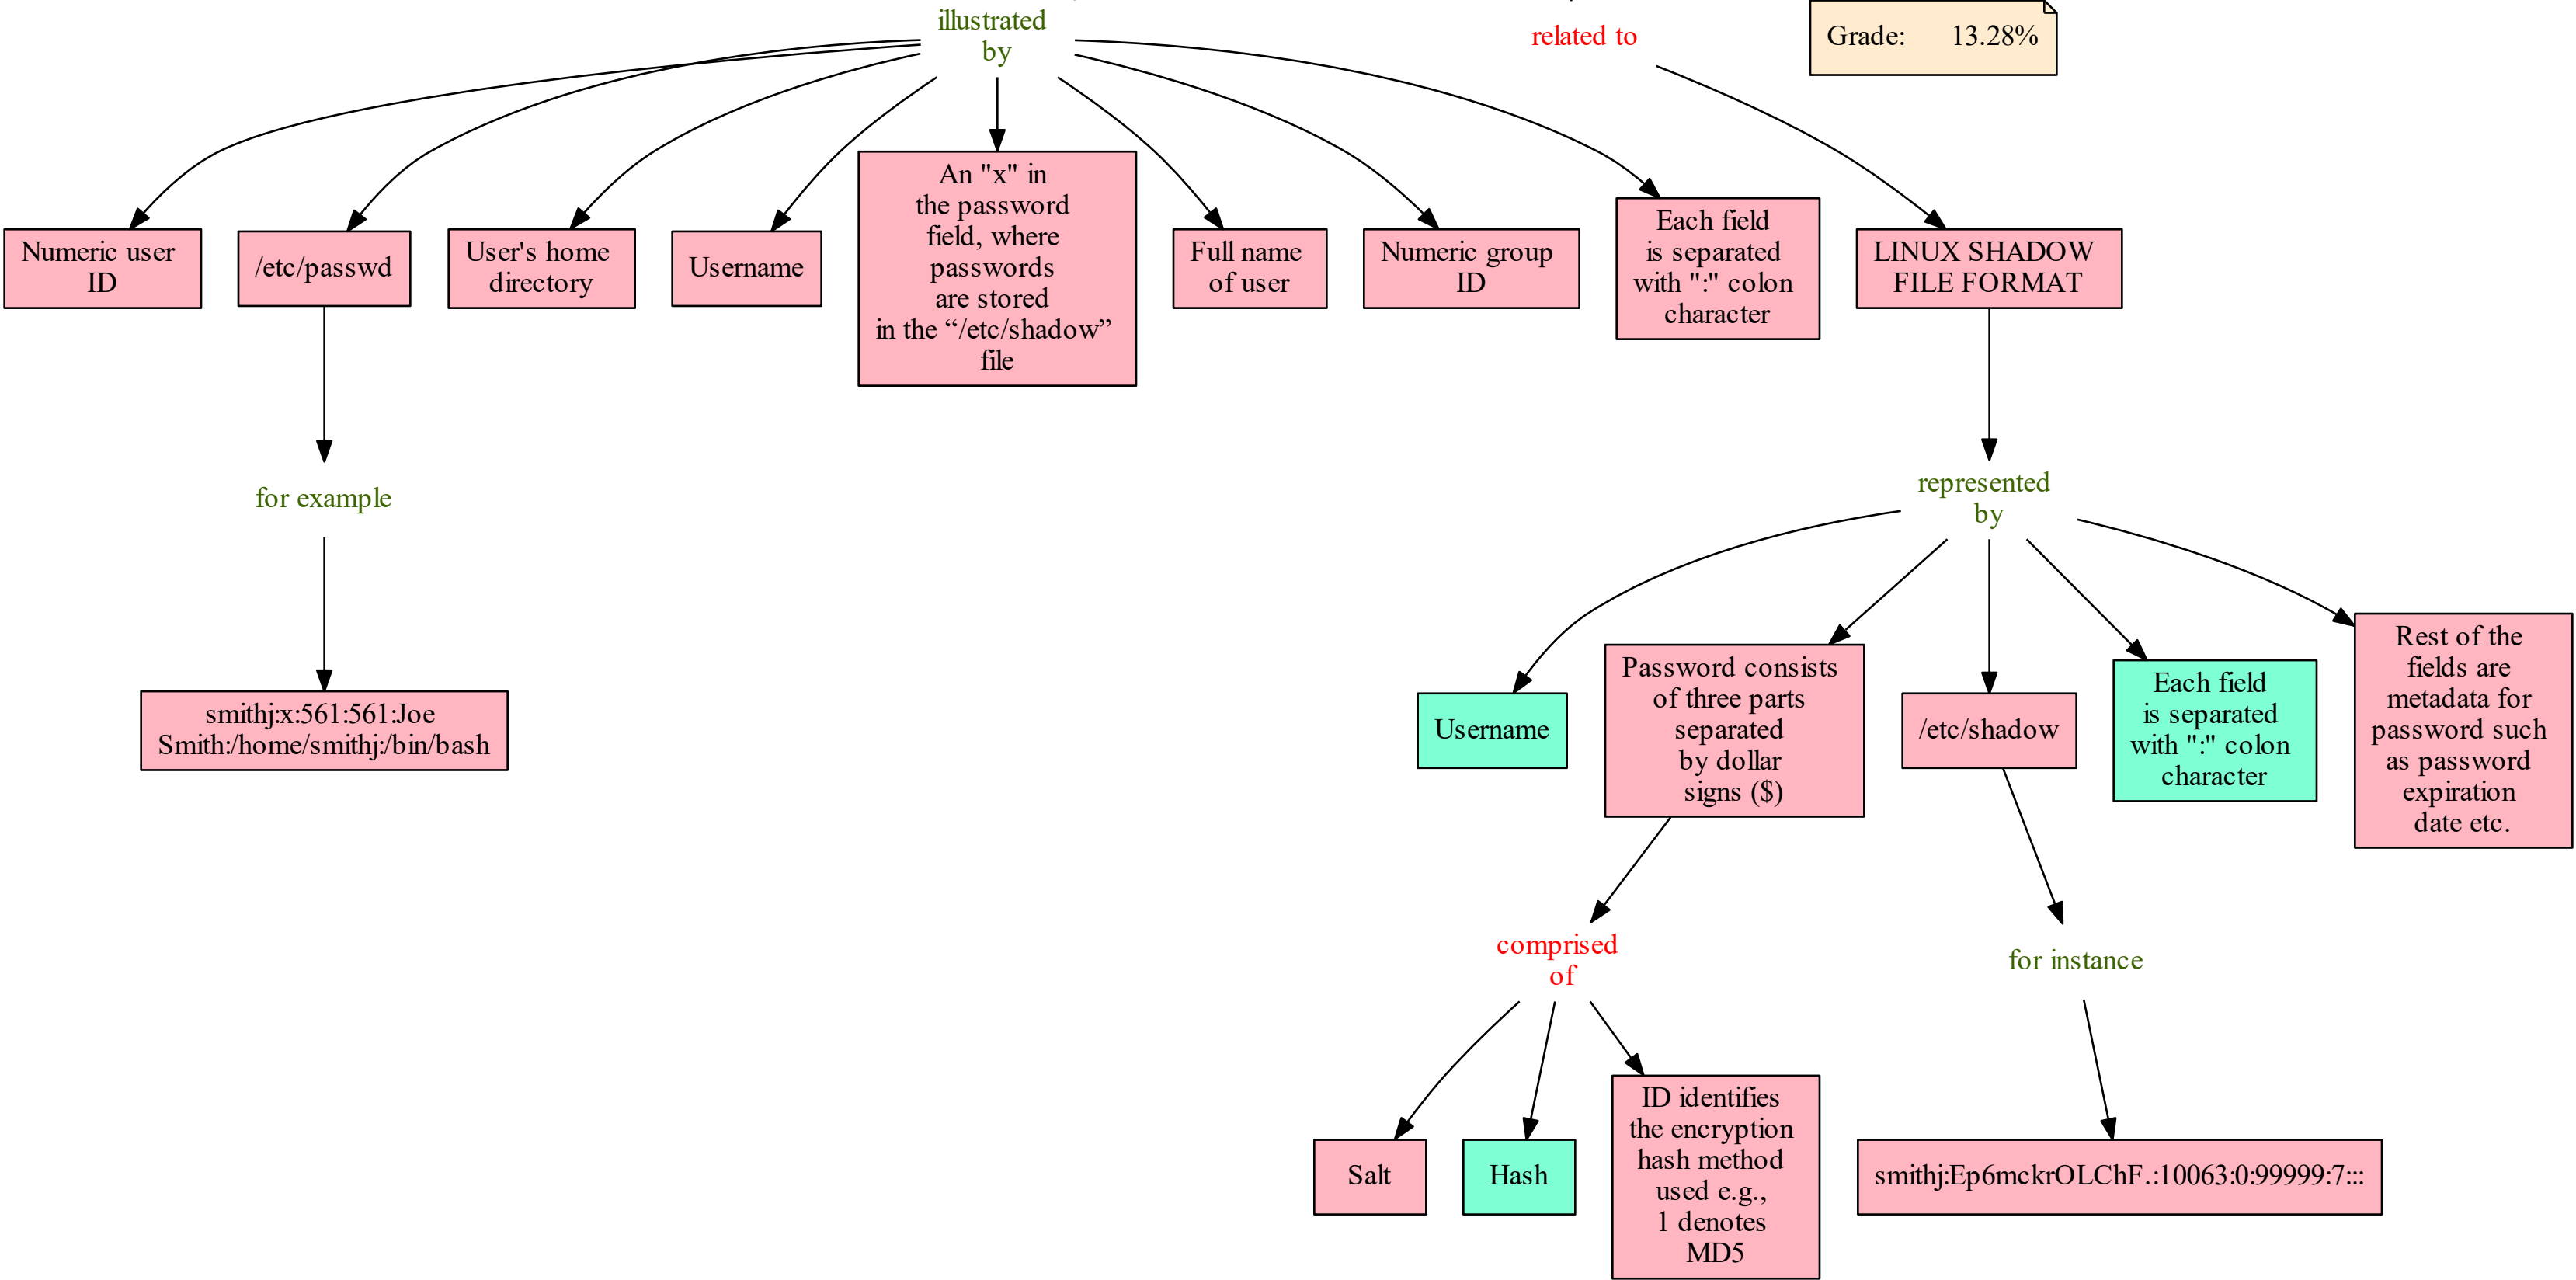 illustrated
by
related to
Grade: 13.28%
Numeric user
ID
/etc/passwd
User's home
directory
Username
An "x" in
the password
field, where
passwords
are stored
in the “/etc/shadow”
file
Full name
of user
Numeric group
ID
Each field
is separated
with ":" colon
character
LINUX SHADOW
FILE FORMAT
for example
represented
by
smithj:x:561:561:Joe
Smith:/home/smithj:/bin/bash
Username
Password consists
of three parts
separated
by dollar
signs ($)
/etc/shadow
Each field
is separated
with ":" colon
character
Rest of the
fields are
metadata for
password such
as password
expiration
date etc.
comprised
of
for instance
Salt
Hash
ID identifies
the encryption
hash method
used e.g.,
1 denotes
MD5
smithj:Ep6mckrOLChF.:10063:0:99999:7:::